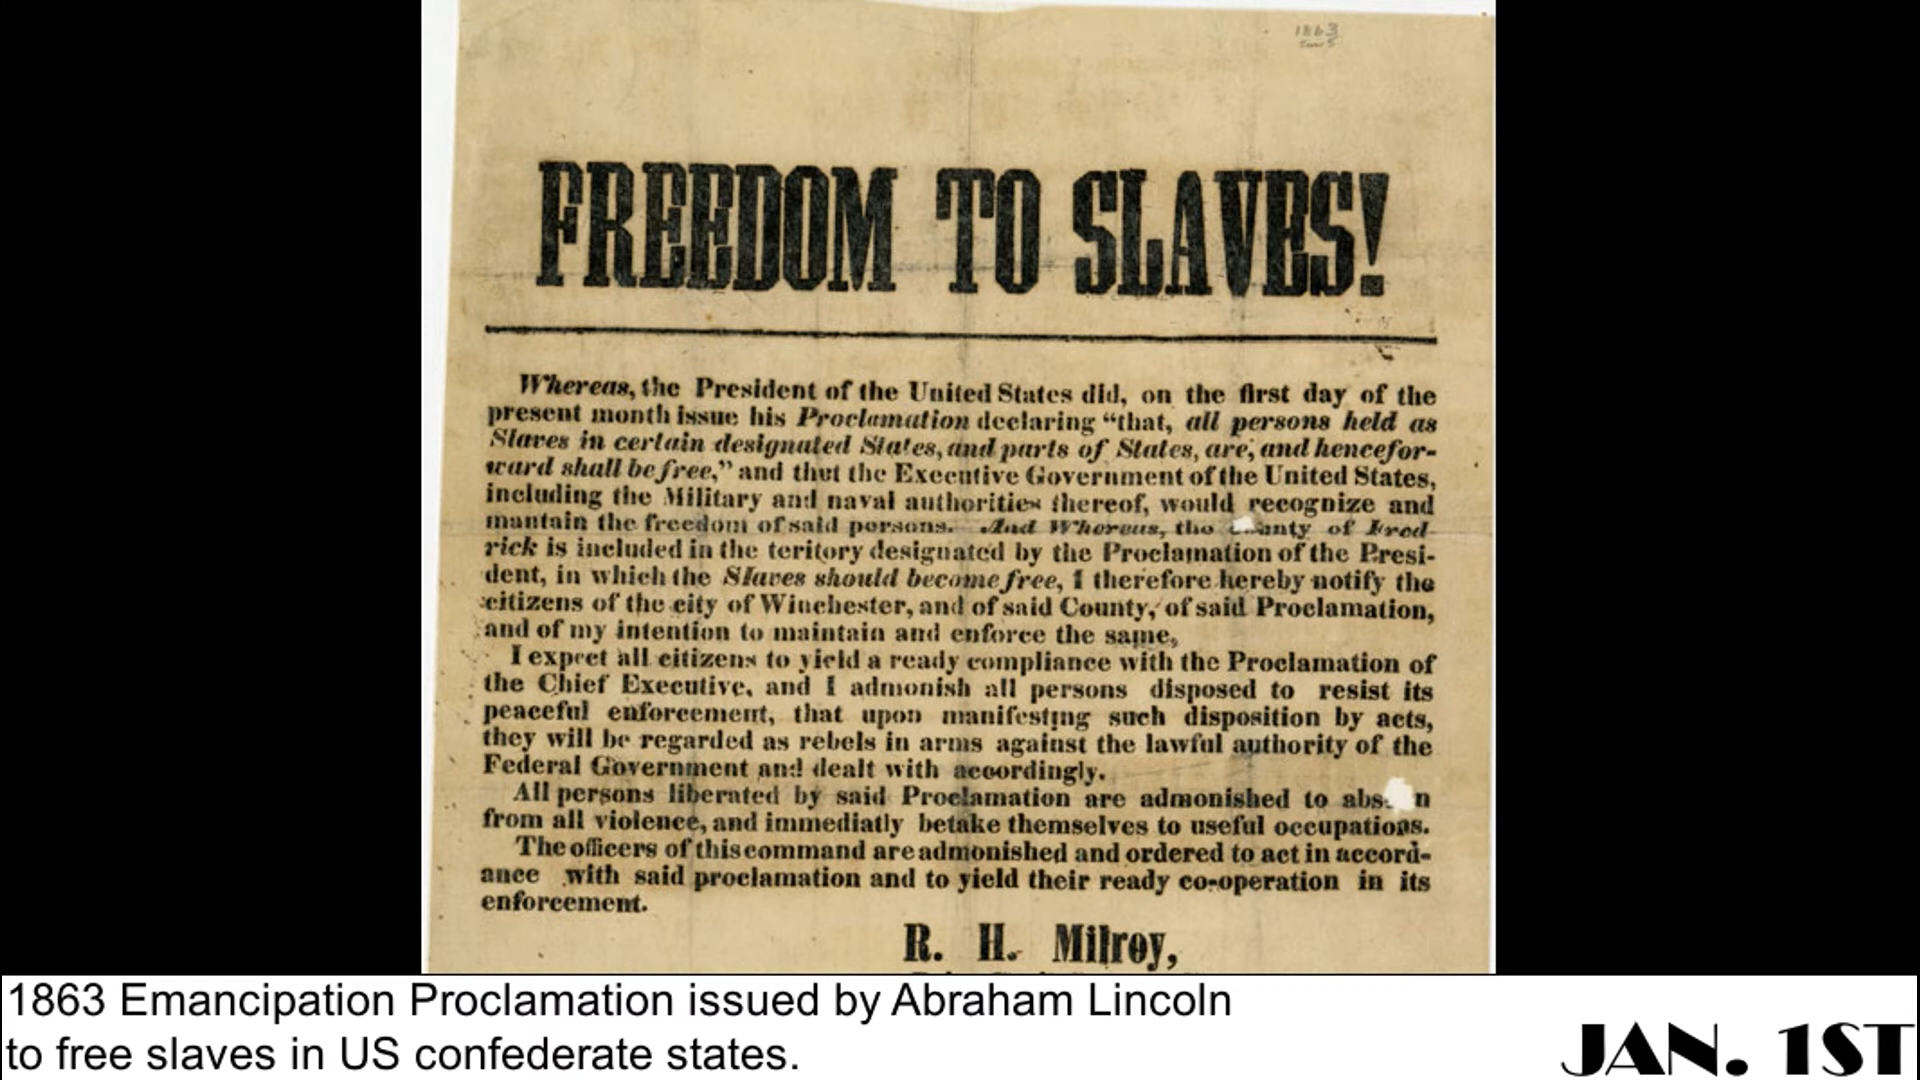 1863
FREEDOM TO SLAVES!
Whereas, the President of the United States did, on the first day of the
present month issue his Proclamation declaring “that, all persons held as
Slaves in certain designated States, and parts of States, are, and hencefor-
ward shall be free,” and that the Executive Government of the United States,
including the Military and naval authorities thereof, would recognize and
mantain the freedom of said persons. And Whereas, the of Fred
rick is included in the teritory designated by the Proclamation of the Presi-
dent, in which the Slaves should become free, I therefore hereby notify the
citizens of the city of Winchester, and of said County, of said Proclamation,
and of my intention to maintain and enforce the same,
I expect all citizens to yield a ready compliance with the Proclamation of
the Chief Executive, and I admonish all persons disposed to resist its
peaceful enforcement, that upon manifesting such disposition by acts,
they will be regarded as rebels in arms against the lawful authority of the
Federal Government and dealt with accordingly.
All persons liberated by said Proclamation are admonished to
from all violence, and immediatly betake themselves to useful occupations.
The officers of this command are admonished and ordered to act in accord-
ance with said proclamation and to yield their ready co-operation in its
enforcement.
R. H. Milroy,
1863 Emancipation Proclamation issued by Abraham Lincoln
to free slaves in US confederate states.
JAN. 1ST